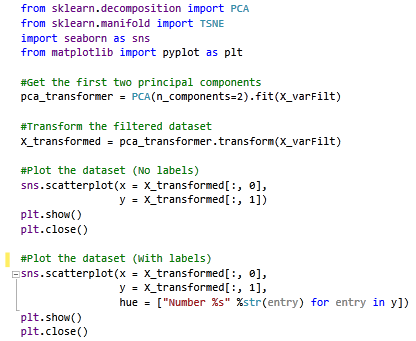 from sklearn.decomposition import PCA
from sklearn.manifold import TSNE
import seaborn as sns
from matplotlib import pyplot as plt
#Get the first two principal components
pca_transformer = PCA(n_components=2).fit(X_varFilt)
#Transform the filtered dataset
X_transformed = pca_transformer.transform(X_varFilt)
#Plot the dataset (No labels)
sns.scatterplot(x = X_transformed[:, 0],
y = X_transformed[:, 1])
plt.show()
plt.close()
#Plot the dataset (With labels)
sns.scatterplot(x = X_transformed[:, 0],
y = X_transformed[:, 1],
hue = ["Number %s" %str(entry) for entry in y])
plt.show()
plt.close()